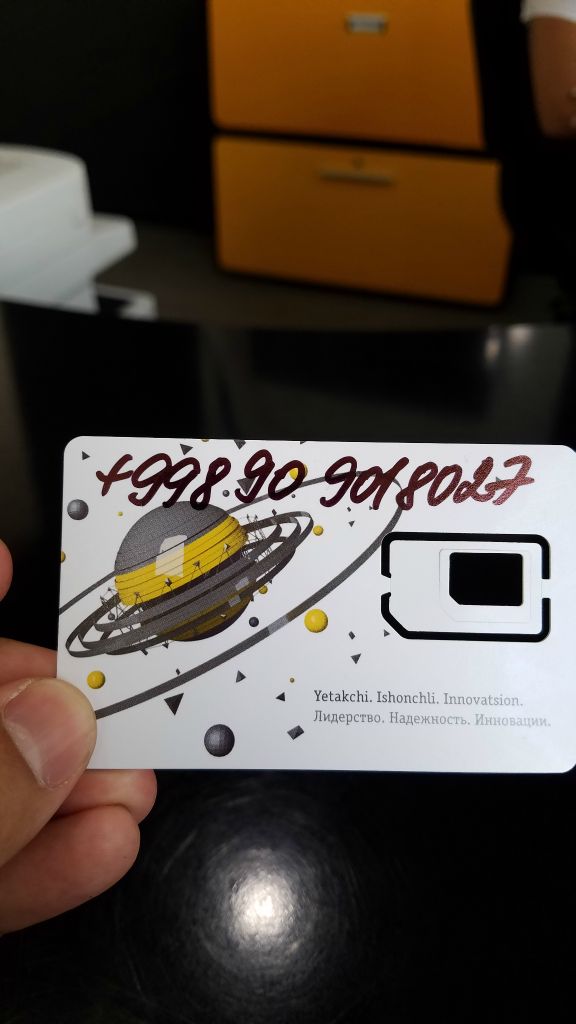 +998 90 9018027
Yetakchi. Ishonchli. Innovatsion.
Лидерство. Надежность. Инновации.